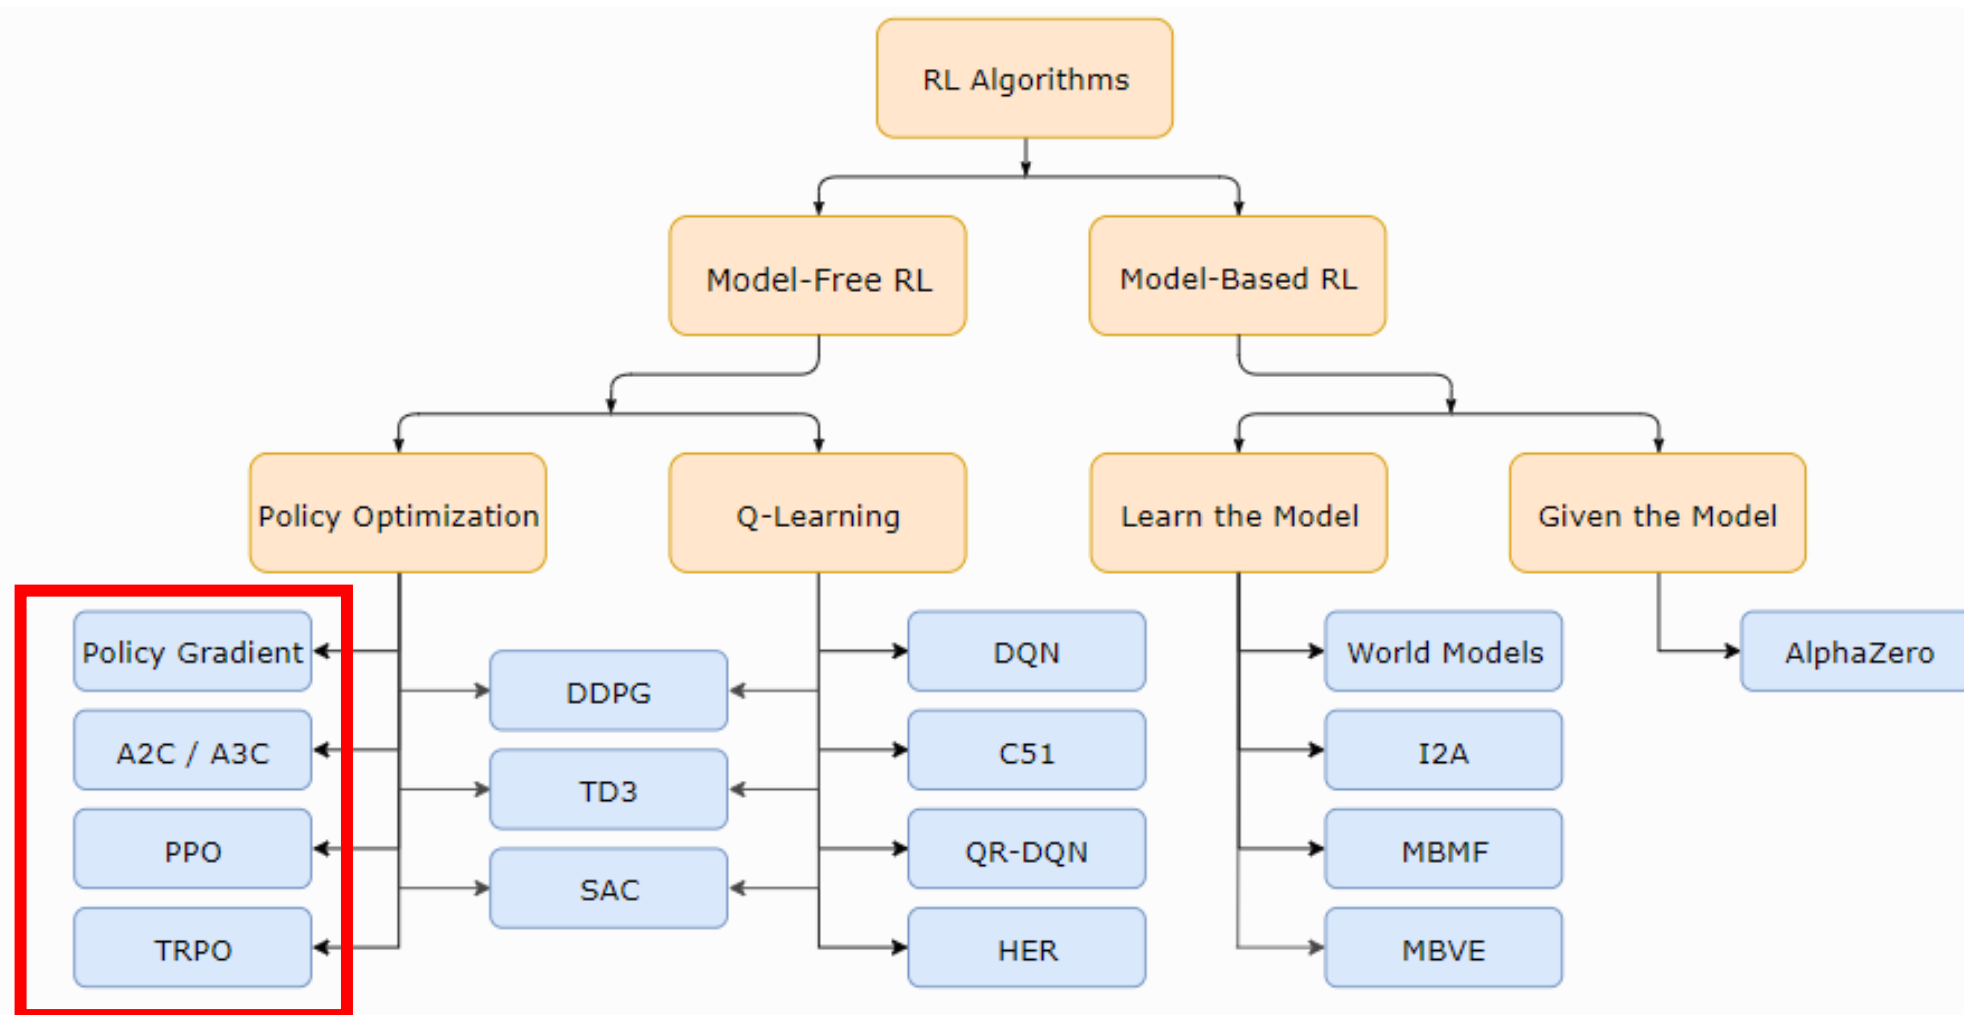 RL Algorithms
Model-Free RL
Model-Based RL
Policy Optimization
Q-Learning
Learn the Model
Given the Model
Policy Gradient
A2C / A3C
PPO
TRPO
DDPG
TD3
SAC
DQN
C51
QR-DQN
HER
World Models
I2A
MBMF
MBVE
AlphaZero